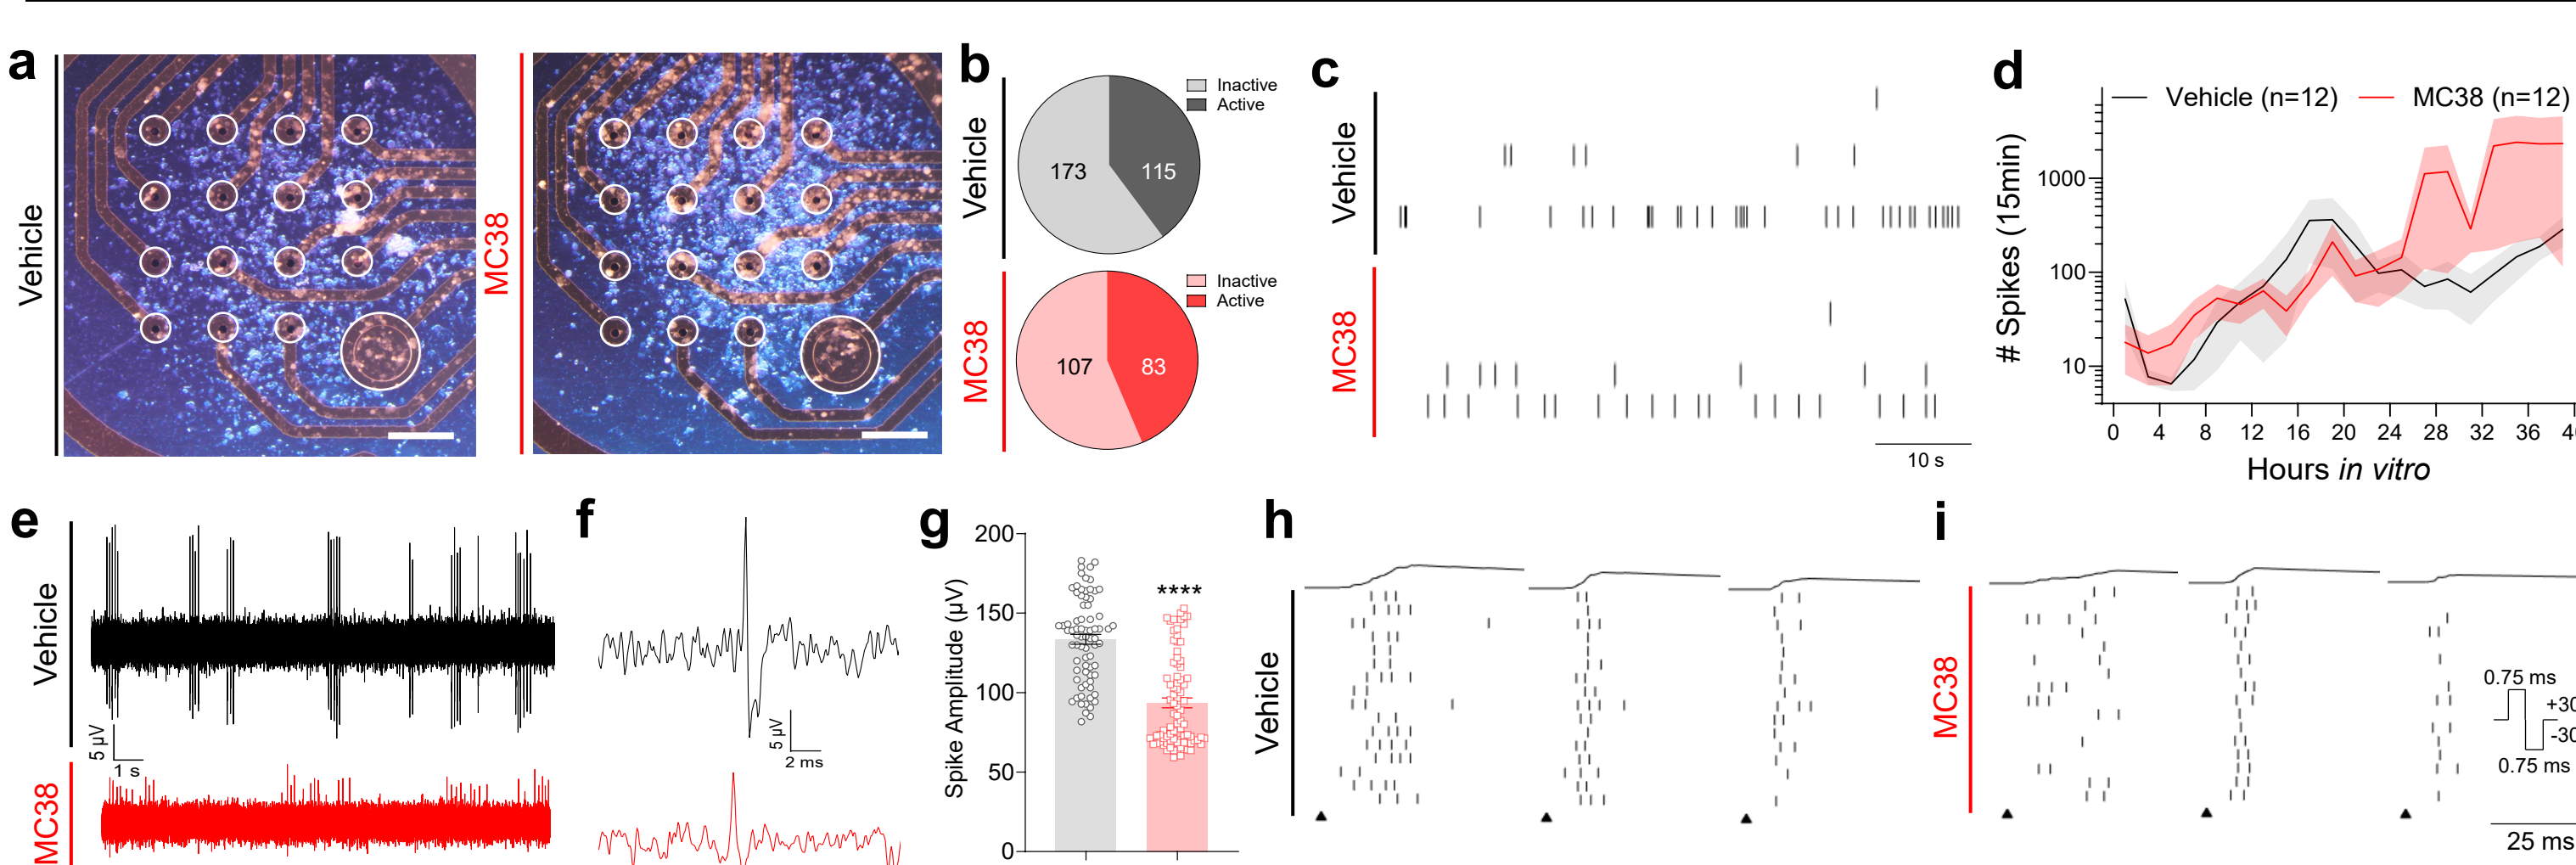 a
Vehicle
MC38
b
Vehicle
Inactive
Active
173
115
MC38
Inactive
Active
107
83
c
Vehicle
MC38
10 s
d
Vehicle (n=12)
MC38 (n=12)
# Spikes (15min)
1000
100
10
0 4 8 12 16 20 24 28 32 36
Hours in vitro
e
Vehicle
5 µV
1 s
MC38
f
5 µV
2 ms
g
Spike Amplitude (µV)
200
150
100
50
0
****
h
Vehicle
i
MC38
0.75 ms
+30
-30
0.75 ms
25 ms